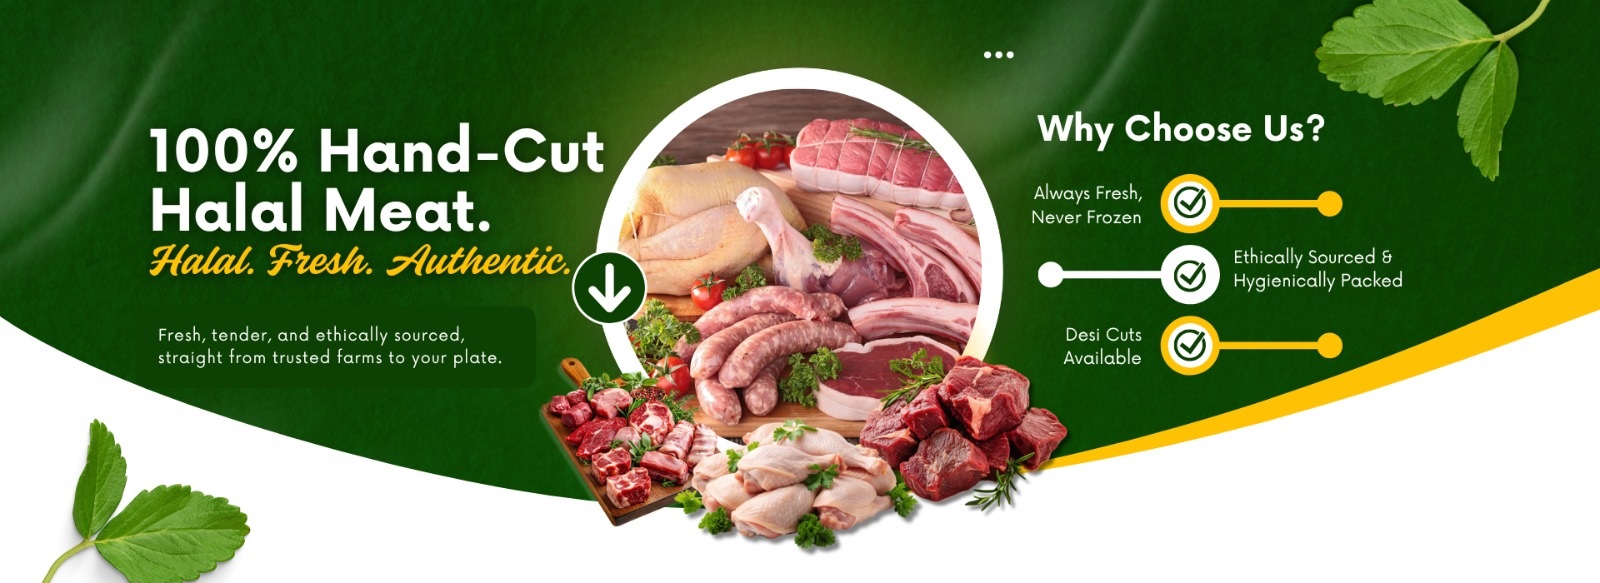 100% Hand-Cut
Halal Meat.
Halal. Fresh. Authentic.
Fresh, tender, and ethically sourced,
straight from trusted farms to your plate.
Why Choose Us?
Always Fresh,
Never Frozen
Ethically Sourced &
Hygienically Packed
Desi Cuts
Available